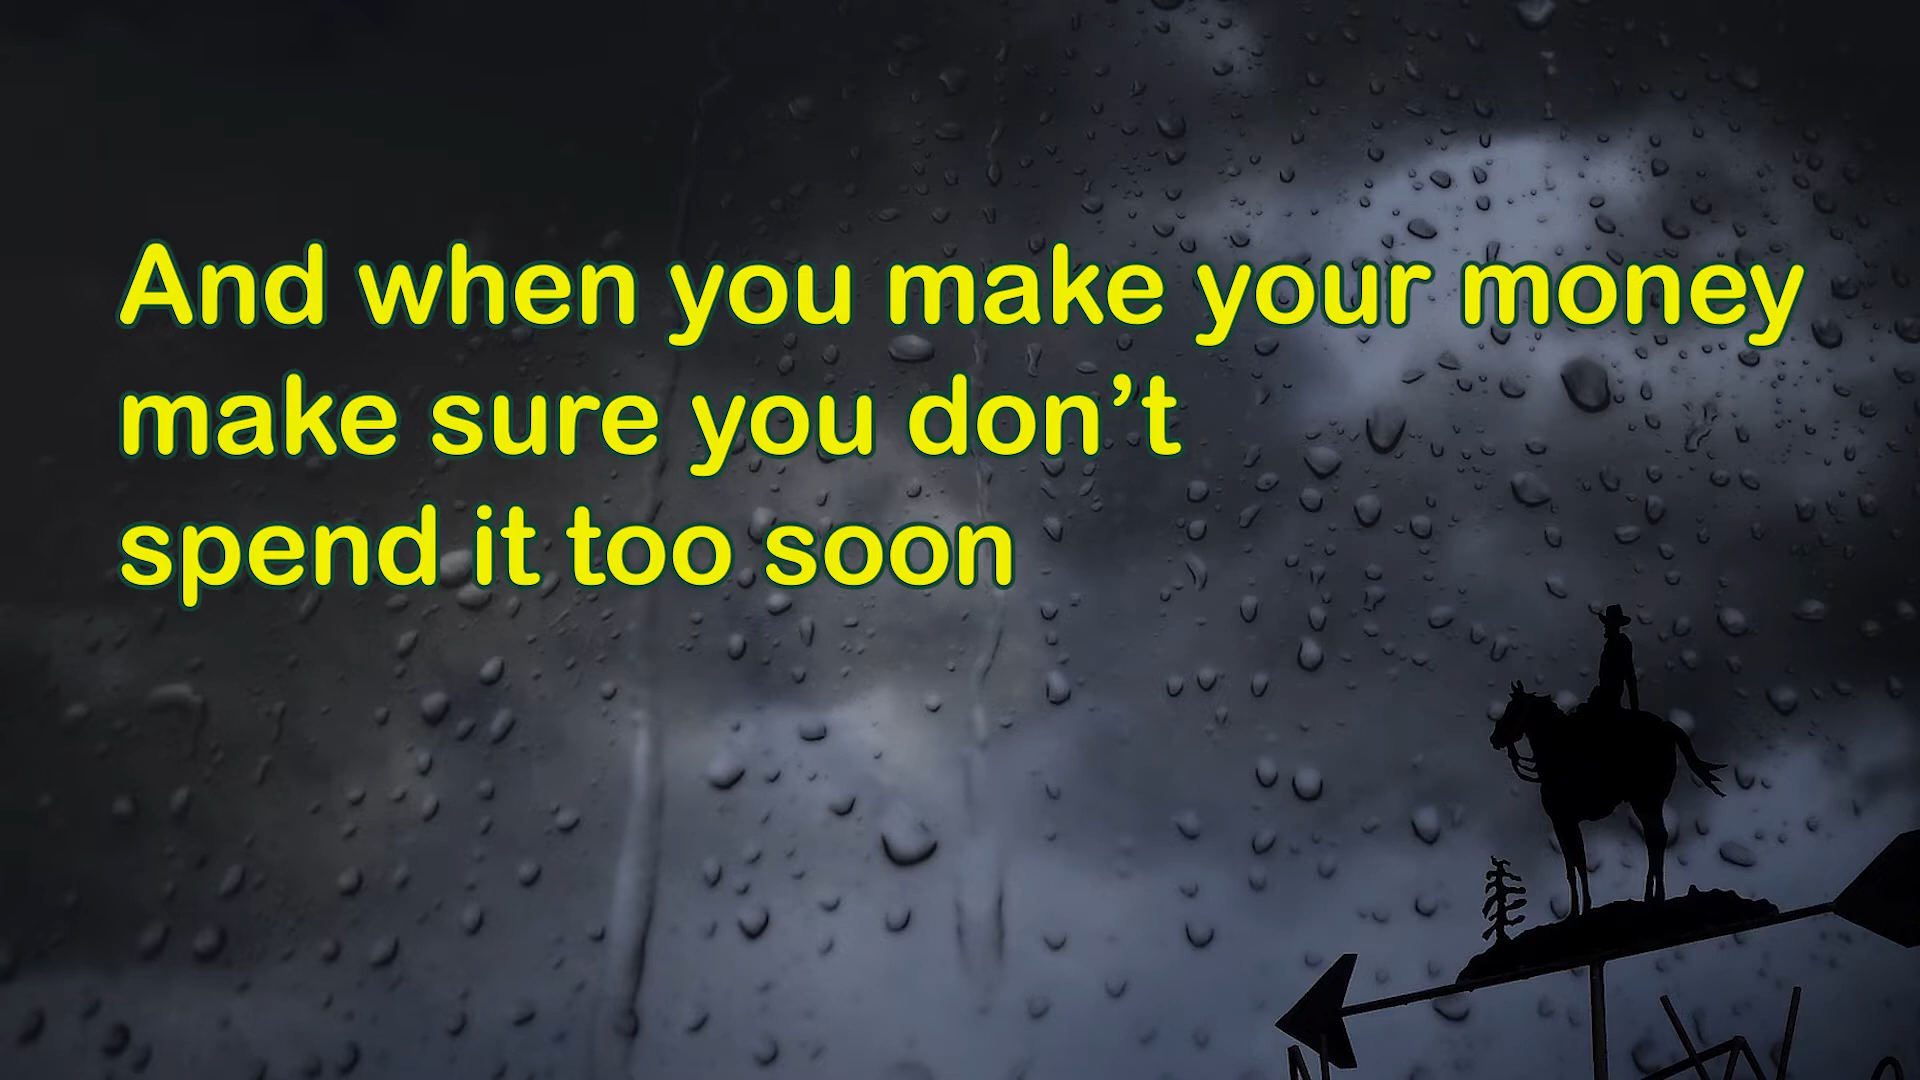 And when you make your money
make sure you don’t
spend it too soon